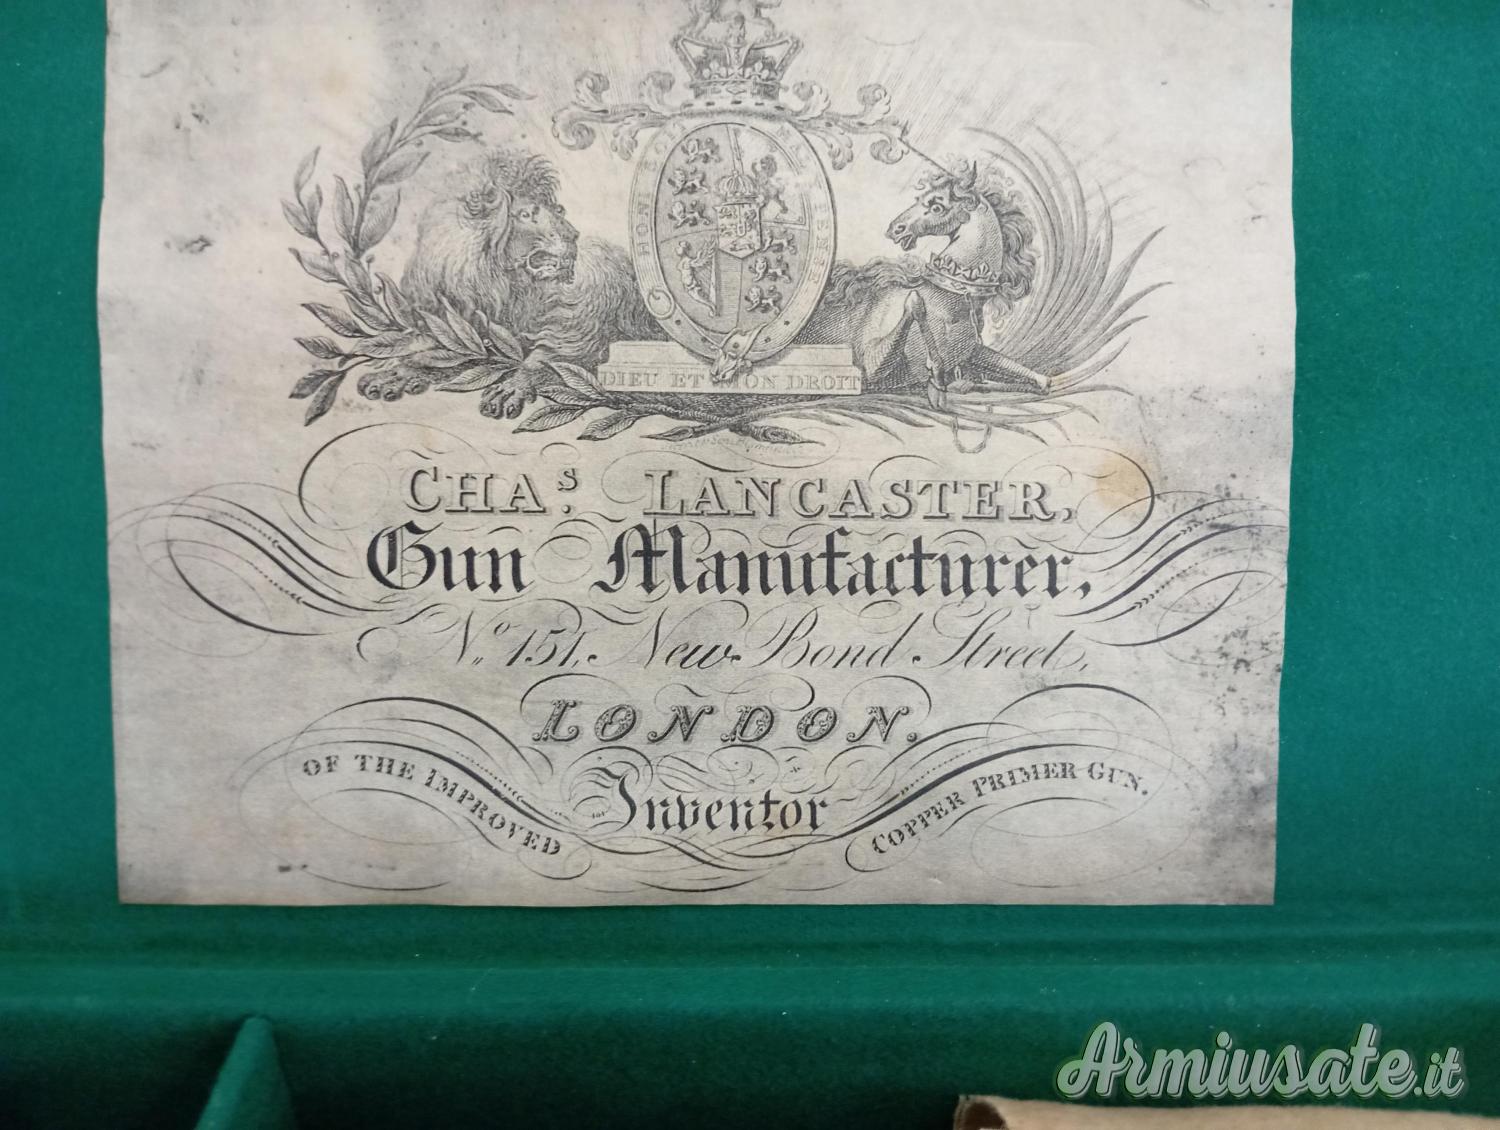 HONI SOIT
MAL Y PENSE
DIEU ET MON DROIT
CHAS. LANCASTER,
Gun Manufacturer,
No. 151, New Bond Street,
LONDON.
Inventor
OF THE IMPROVED
COPPER PRIMER GUN.
Armiusate.it